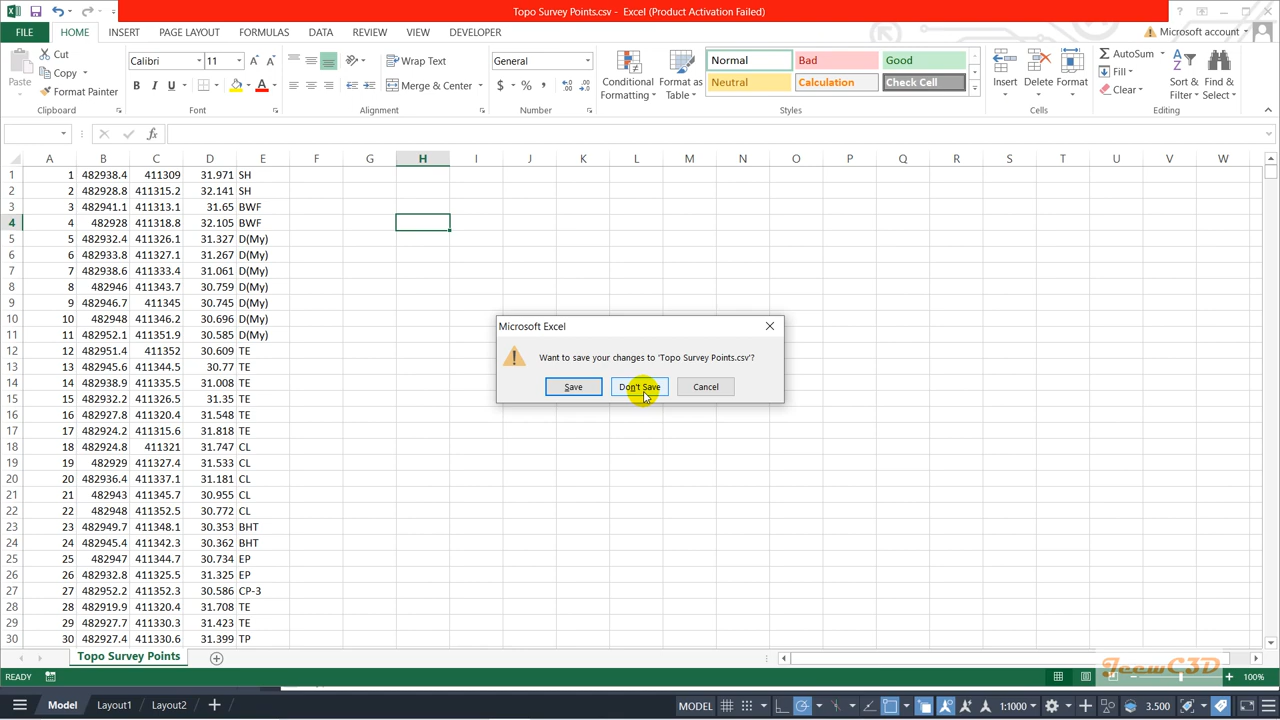 Topo Survey Points.csv - Excel (Product Activation Failed)
FILE HOME INSERT PAGE LAYOUT FORMULAS DATA REVIEW VIEW DEVELOPER Microsoft account
Paste Cut Copy Format Painter
Clipboard
Calibri 11
B I U A
Font
Wrap Text
Merge & Center
Alignment
General
$ %
Number
Conditional Formatting
Format as Table
Normal Bad Good
Neutral Calculation Check Cell
Styles
Insert Delete Format
Cells
AutoSum
Fill
Clear
Sort & Filter
Find & Select
Editing
fx
A B C D E F G H I J K L M N O P Q R S T U V W
1 1 482938.4 411309 31.971 SH
2 2 482928.8 411315.2 32.141 SH
3 3 482941.1 411313.1 31.65 BWF
4 4 482928 411318.8 32.105 BWF
5 5 482932.4 411326.1 31.327 D(My)
6 6 482933.8 411327.1 31.267 D(My)
7 7 482938.6 411333.4 31.061 D(My)
8 8 482946 411343.7 30.759 D(My)
9 9 482946.7 411345 30.745 D(My)
10 10 482948 411346.2 30.696 D(My)
11 11 482952.1 411351.9 30.585 D(My)
12 12 482951.4 411352 30.609 TE
13 13 482945.6 411344.5 30.77 TE
14 14 482938.9 411335.5 31.008 TE
15 15 482932.2 411326.5 31.35 TE
16 16 482927.8 411320.4 31.548 TE
17 17 482924.2 411315.6 31.818 TE
18 18 482924.8 411321 31.747 CL
19 19 482929 411327.4 31.533 CL
20 20 482936.4 411337.1 31.181 CL
21 21 482943 411345.7 30.955 CL
22 22 482948 411352.5 30.772 CL
23 23 482949.7 411348.1 30.353 BHT
24 24 482945.4 411342.3 30.362 BHT
25 25 482947 411344.7 30.734 EP
26 26 482932.8 411325.5 31.325 EP
27 27 482952.2 411352.3 30.586 CP-3
28 28 482919.9 411320.4 31.708 TE
29 29 482927.7 411330.3 31.423 TE
30 30 482927.4 411330.6 31.399 TP
Microsoft Excel
Want to save your changes to 'Topo Survey Points.csv'?
Save Don't Save Cancel
Topo Survey Points
READY 100%
JeewC3D
Model Layout1 Layout2 + MODEL 1:1000 3.500